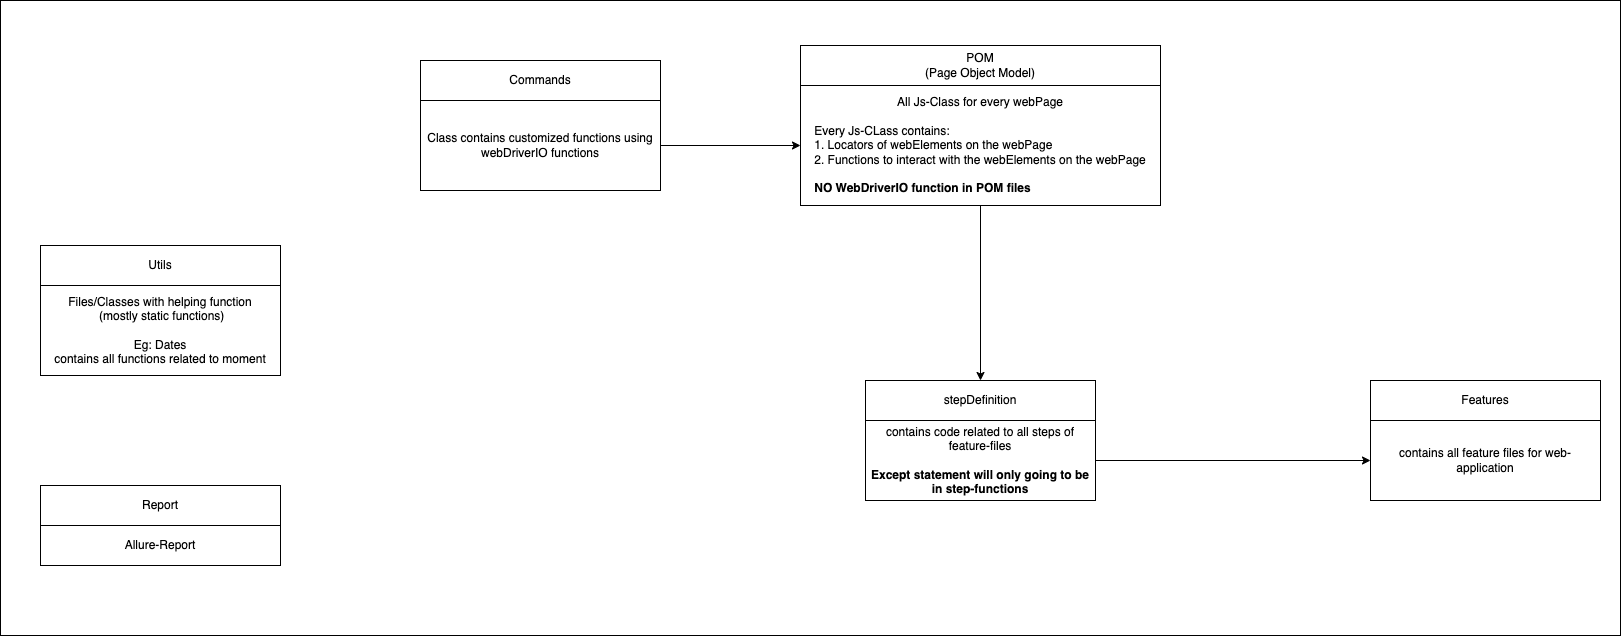 Commands
Class contains customized functions using
webDriverIO functions
POM
(Page Object Model)
All Js-Class for every webPage
Every Js-CLass contains:
1. Locators of webElements on the webPage
2. Functions to interact with the webElements on the webPage
NO WebDriverIO function in POM files
Utils
Files/Classes with helping function
(mostly static functions)
Eg: Dates
contains all functions related to moment
stepDefinition
contains code related to all steps of
feature-files
Except statement will only going to be
in step-functions
Features
contains all feature files for web-
application
Report
Allure-Report